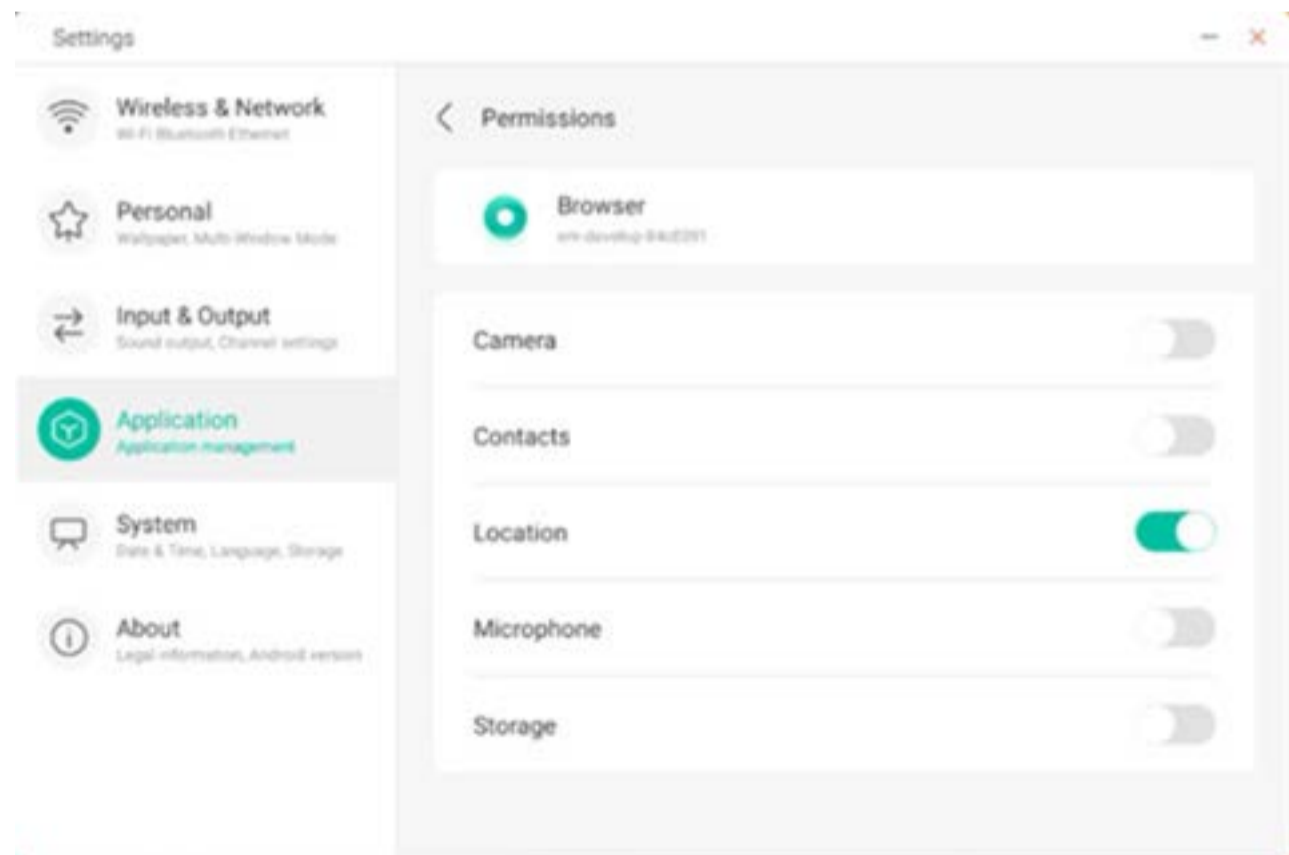 Settings
Wireless & Network
Wi-Fi Bluetooth Ethernet
Personal
Wallpaper, Multi-Window Mode
Input & Output
Sound output, Channel settings
Application
Application management
System
Date & Time, Language, Storage
About
Legal information, Android version
Permissions
Browser
Camera
Contacts
Location
Microphone
Storage